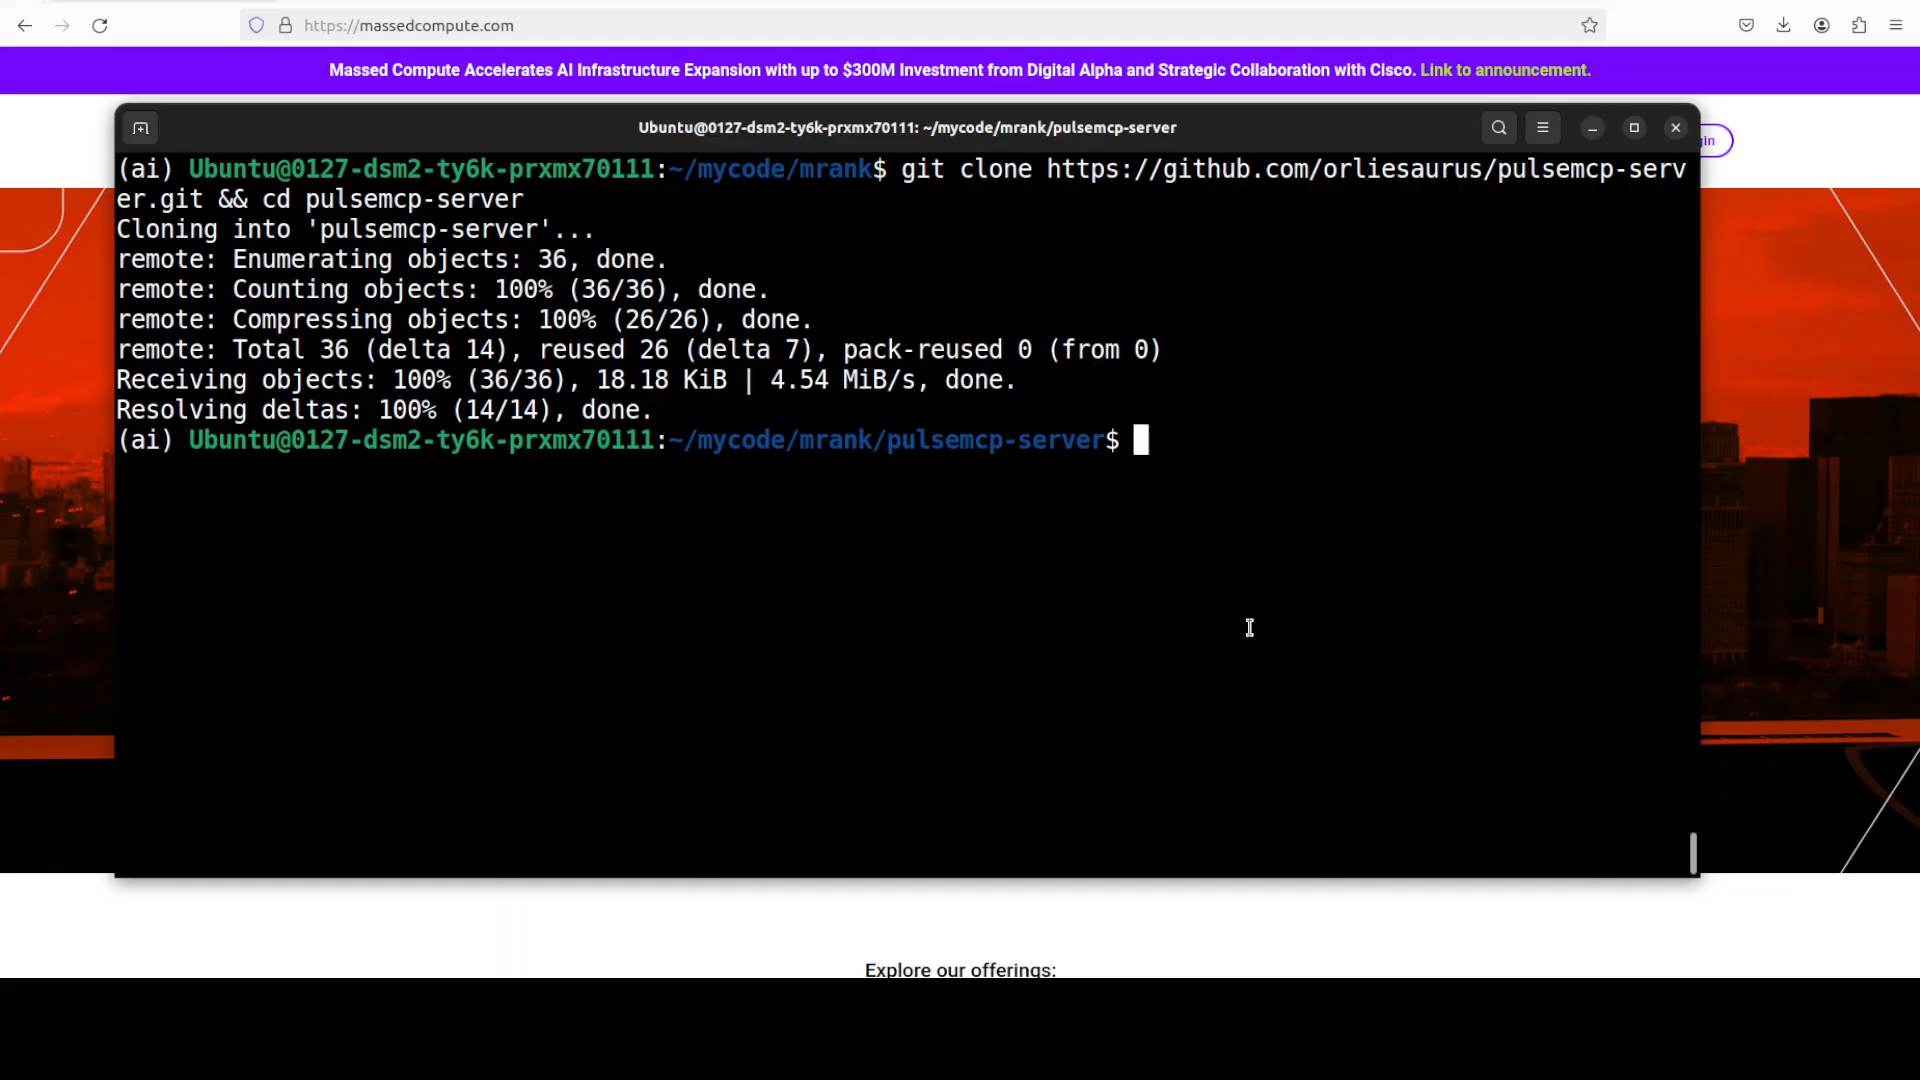 https://massedcompute.com
Massed Compute Accelerates AI Infrastructure Expansion with up to $300M Investment from Digital Alpha and Strategic Collaboration with Cisco. Link to announcement.
Ubuntu@0127-dsm2-ty6k-prxmx70111: ~/mycode/mrank/pulsemcp-server
(ai) Ubuntu@0127-dsm2-ty6k-prxmx70111:~/mycode/mrank$ git clone https://github.com/orliesaurus/pulsemcp-serv
er.git && cd pulsemcp-server
Cloning into 'pulsemcp-server'...
remote: Enumerating objects: 36, done.
remote: Counting objects: 100% (36/36), done.
remote: Compressing objects: 100% (26/26), done.
remote: Total 36 (delta 14), reused 26 (delta 7), pack-reused 0 (from 0)
Receiving objects: 100% (36/36), 18.18 KiB | 4.54 MiB/s, done.
Resolving deltas: 100% (14/14), done.
(ai) Ubuntu@0127-dsm2-ty6k-prxmx70111:~/mycode/mrank/pulsemcp-server$
Explore our offerings: